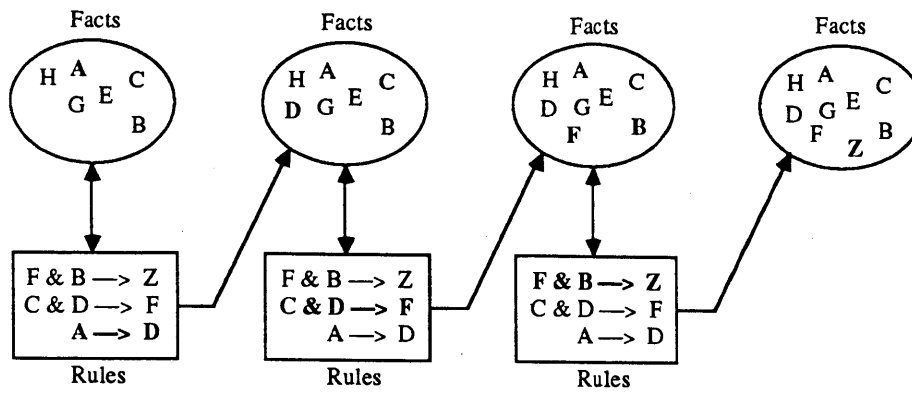 Facts
H A C
G E
B
F & B —> Z
C & D —> F
A —> D
Rules
Facts
H A C
D G E
B
F & B —> Z
C & D —> F
A —> D
Rules
Facts
H A C
D G E
F B
F & B —> Z
C & D —> F
A —> D
Rules
Facts
H A C
D G E
F Z B